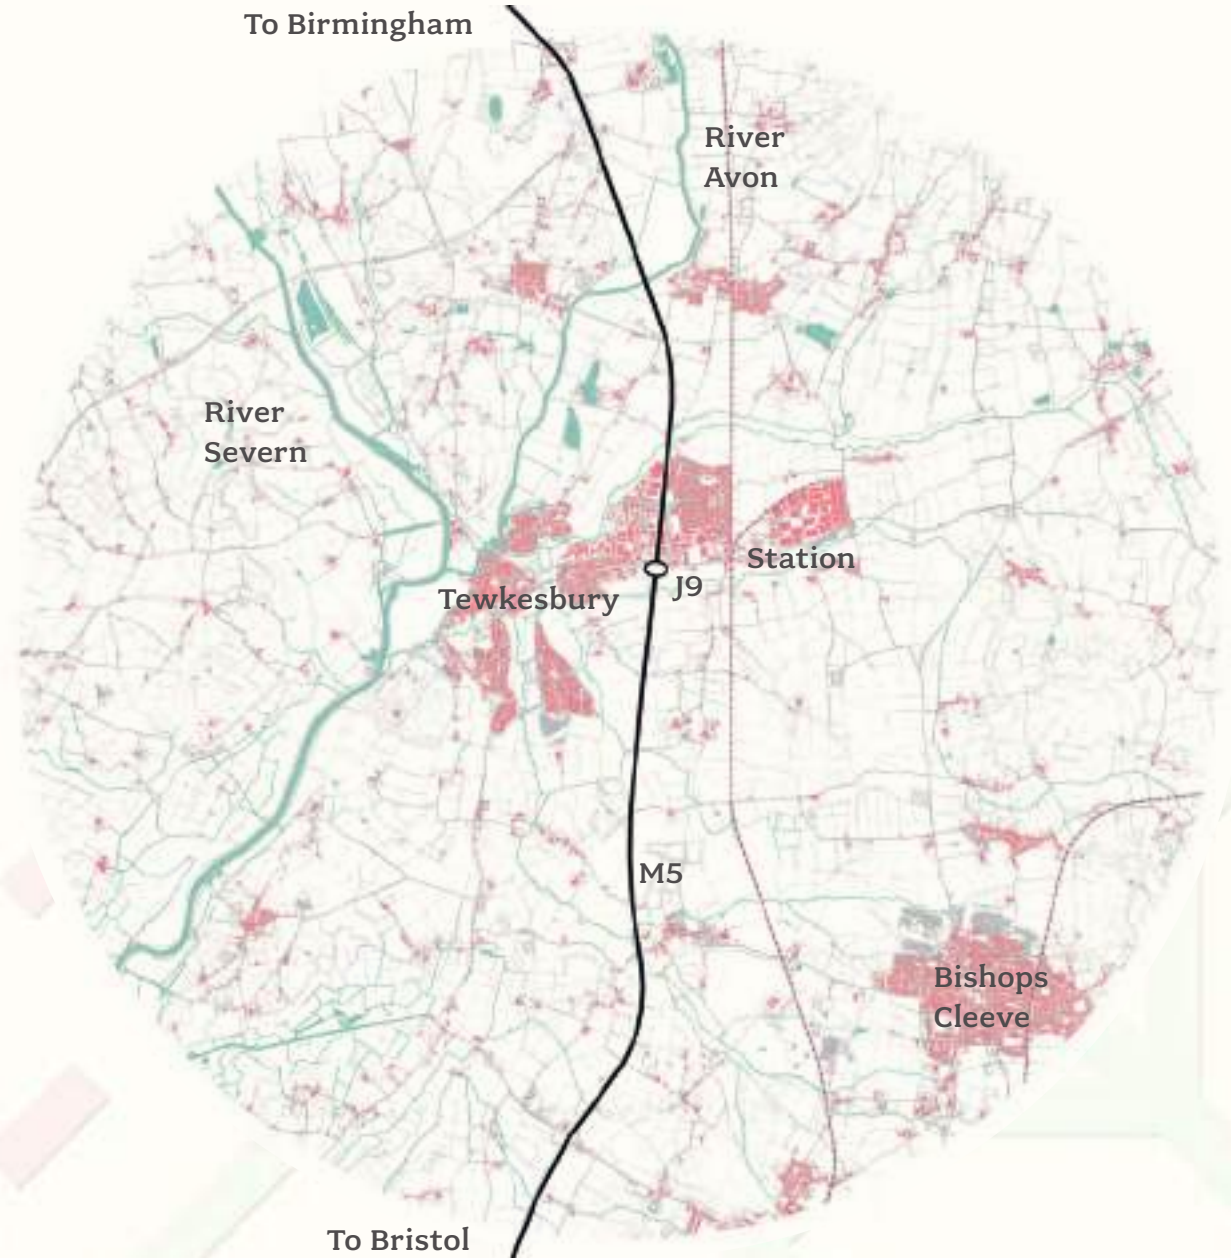 To Birmingham
River
Avon
River
Severn
Station
J9
Tewkesbury
M5
Bishops
Cleeve
To Bristol